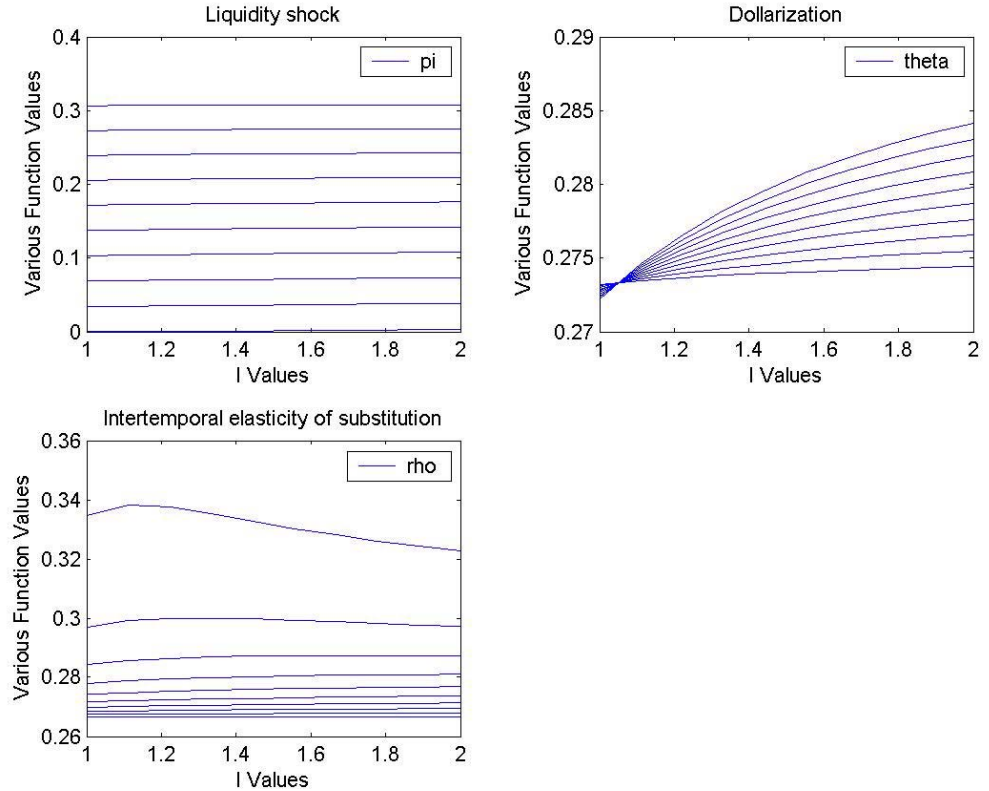 Liquidity shock
0.4
0.3
0.2
0.1
0
pi
Various Function Values
1 1.2 1.4 1.6 1.8 2
I Values
Dollarization
0.29
0.285
0.28
0.275
0.27
theta
Various Function Values
1 1.2 1.4 1.6 1.8 2
I Values
Intertemporal elasticity of substitution
0.36
0.34
0.32
0.3
0.28
0.26
rho
Various Function Values
1 1.2 1.4 1.6 1.8 2
I Values